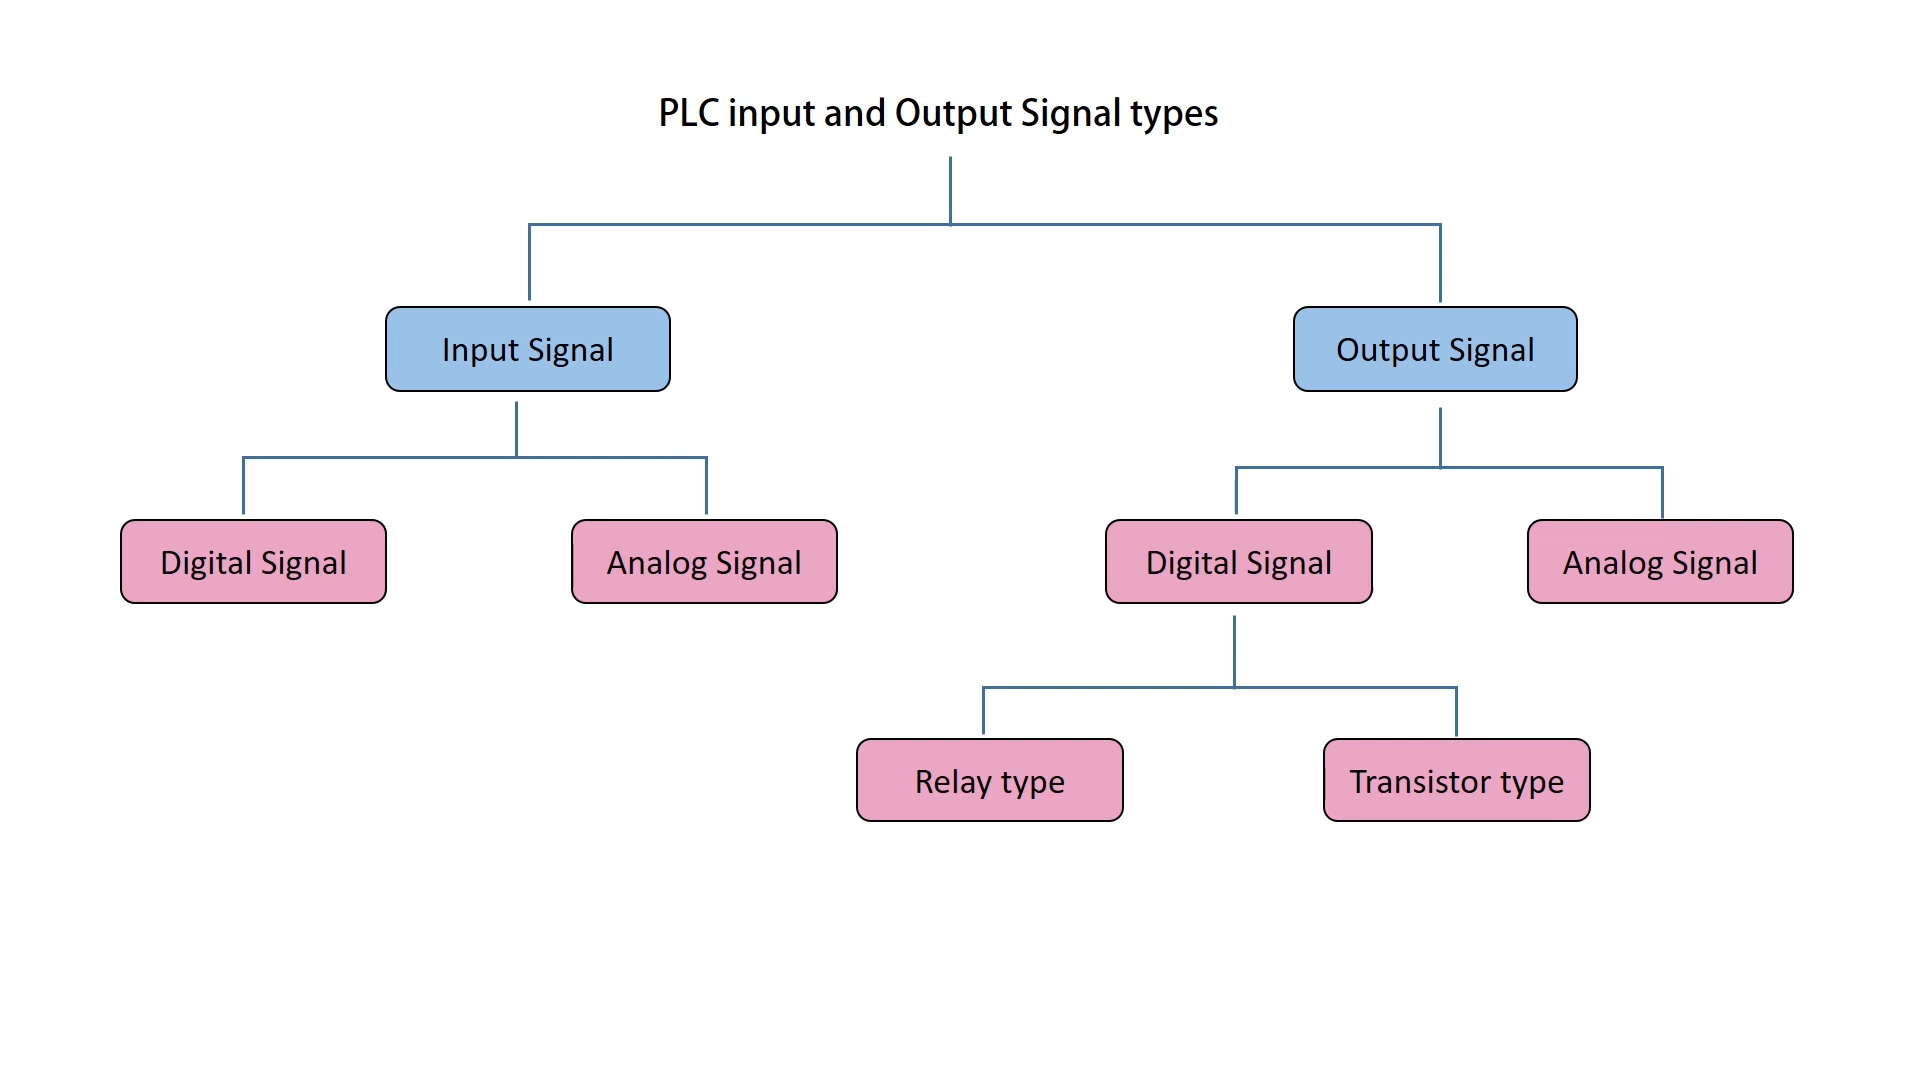 PLC input and Output Signal types
Input Signal
Output Signal
Digital Signal
Analog Signal
Digital Signal
Analog Signal
Relay type
Transistor type